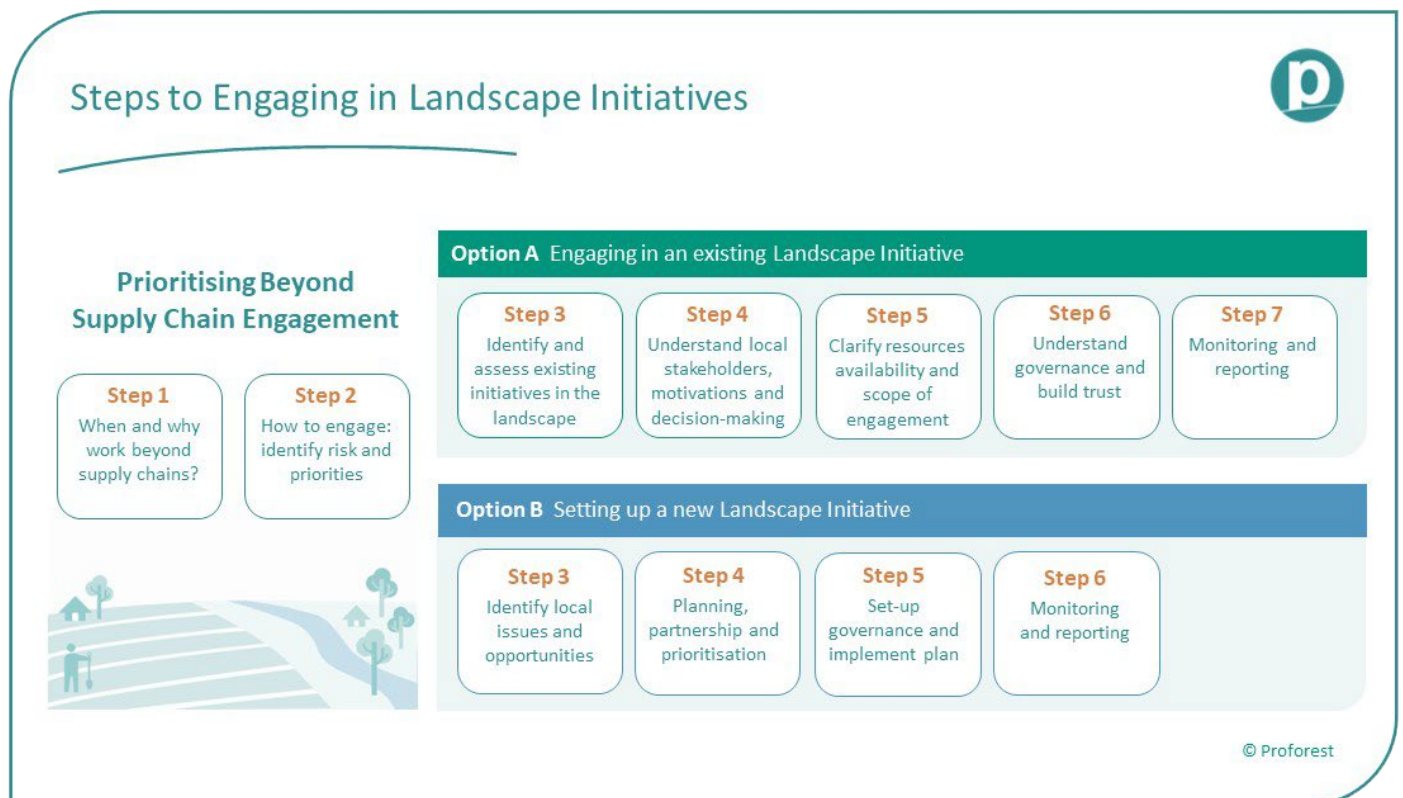 Steps to Engaging in Landscape Initiatives
p
Prioritising Beyond
Supply Chain Engagement
Step 1
When and why
work beyond
supply chains?
Step 2
How to engage:
identify risk and
priorities
Option A Engaging in an existing Landscape Initiative
Step 3
Identify and
assess existing
initiatives in the
landscape
Step 4
Understand local
stakeholders,
motivations and
decision-making
Step 5
Clarify resources
availability and
scope of
engagement
Step 6
Understand
governance and
build trust
Step 7
Monitoring and
reporting
Option B Setting up a new Landscape Initiative
Step 3
Identify local
issues and
opportunities
Step 4
Planning,
partnership and
prioritisation
Step 5
Set-up
governance and
implement plan
Step 6
Monitoring
and reporting
© Proforest